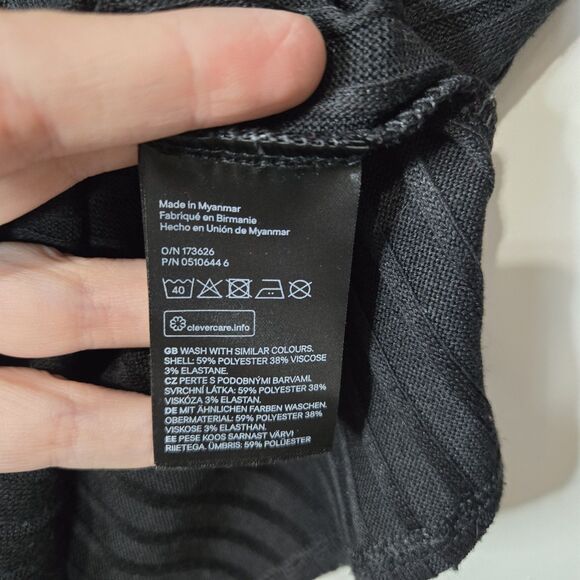 Made in Myanmar
Fabriqué en Birmanie
Hecho en Unión de Myanmar
O/N 173626
P/N 0510644 6
40
clevercare.info
GB WASH WITH SIMILAR COLOURS.
SHELL: 59% POLYESTER 38% VISCOSE
3% ELASTANE.
CZ PERTE S PODOBNÝMI BARVAMI.
SVRCHNÍ LÁTKA: 59% POLYESTER 38%
VISKÓZA 3% ELASTAN.
DE MIT ÄHNLICHEN FARBEN WASCHEN.
OBERMATERIAL: 59% POLYESTER 38%
VISKOSE 3% ELASTHAN.
EE PESE KOOS SARNAST VÄRVI
RIIETEGA. ÜMBRIS: 59% POLÜESTER